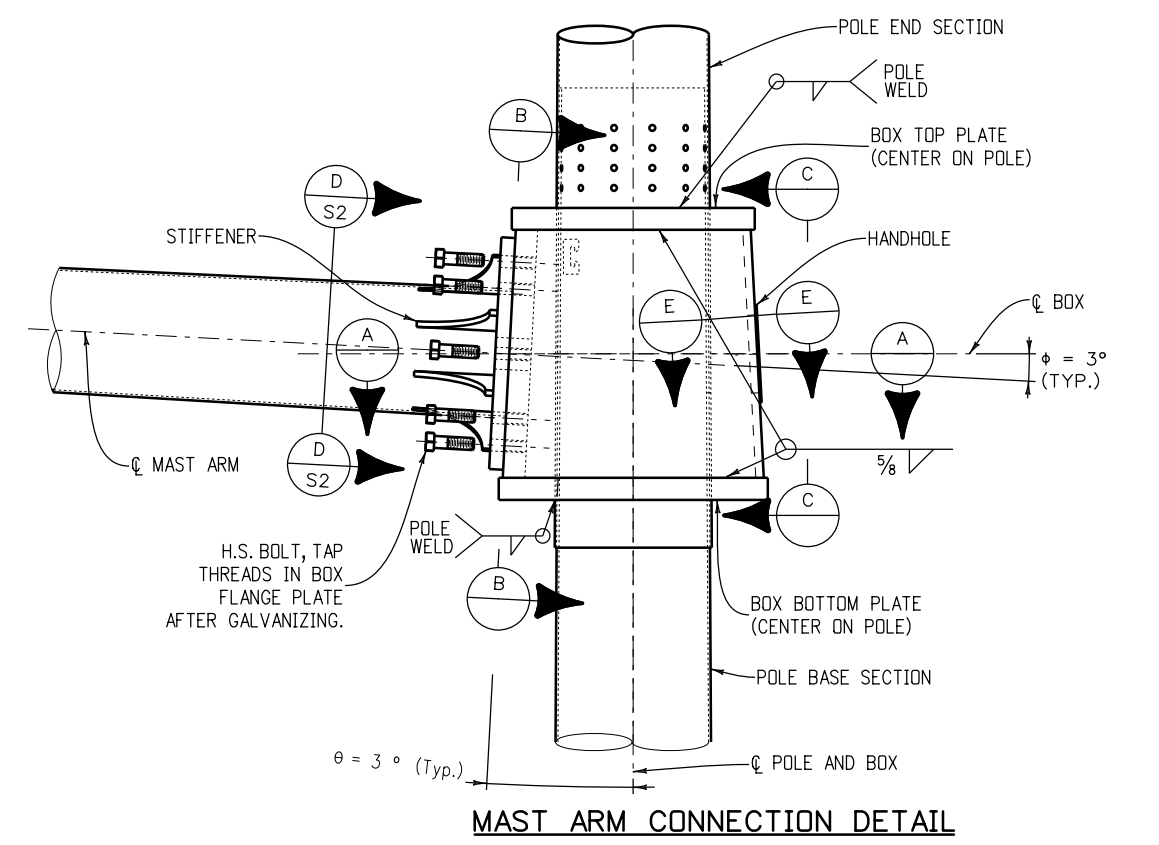 POLE END SECTION
POLE
WELD
B
BOX TOP PLATE
(CENTER ON POLE)
C
D
S2
STIFFENER
HANDHOLE
E
E
℄ BOX
A
A
ϕ = 3°
(TYP.)
℄ MAST ARM
D
S2
5/8
C
POLE
WELD
H.S. BOLT, TAP
THREADS IN BOX
FLANGE PLATE
AFTER GALVANIZING.
B
BOX BOTTOM PLATE
(CENTER ON POLE)
POLE BASE SECTION
θ = 3 ° (Typ.)
℄ POLE AND BOX
MAST ARM CONNECTION DETAIL